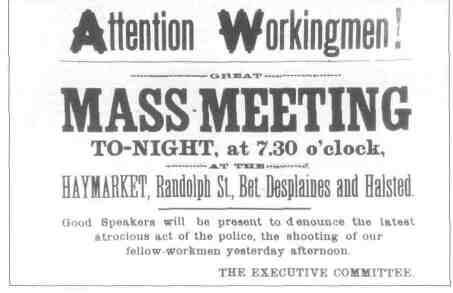 Attention Workingmen!
GREAT
MASS-MEETING
TO-NIGHT, at 7.30 o'clock,
AT THE
HAYMARKET, Randolph St., Bet. Desplaines and Halsted.
Good Speakers will be present to denounce the latest
atrocious act of the police, the shooting of our
fellow-workmen yesterday afternoon.
THE EXECUTIVE COMMITTEE.